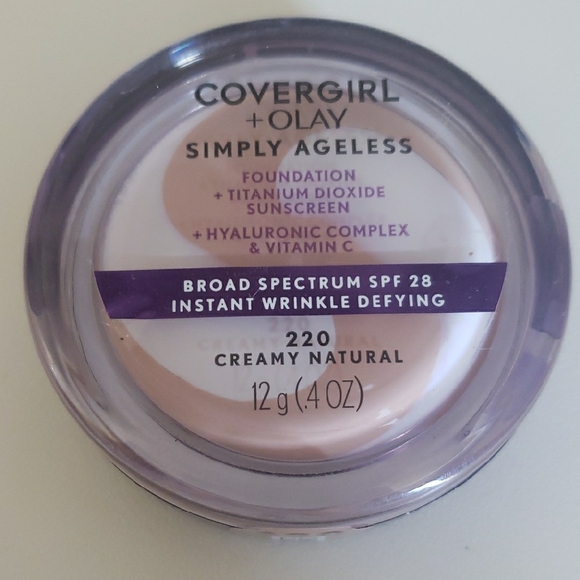 COVERGIRL
+ OLAY
SIMPLY AGELESS
FOUNDATION
+ TITANIUM DIOXIDE
SUNSCREEN
+ HYALURONIC COMPLEX
& VITAMIN C
BROAD SPECTRUM SPF 28
INSTANT WRINKLE DEFYING
220
CREAMY NATURAL
12 g (.4 OZ)